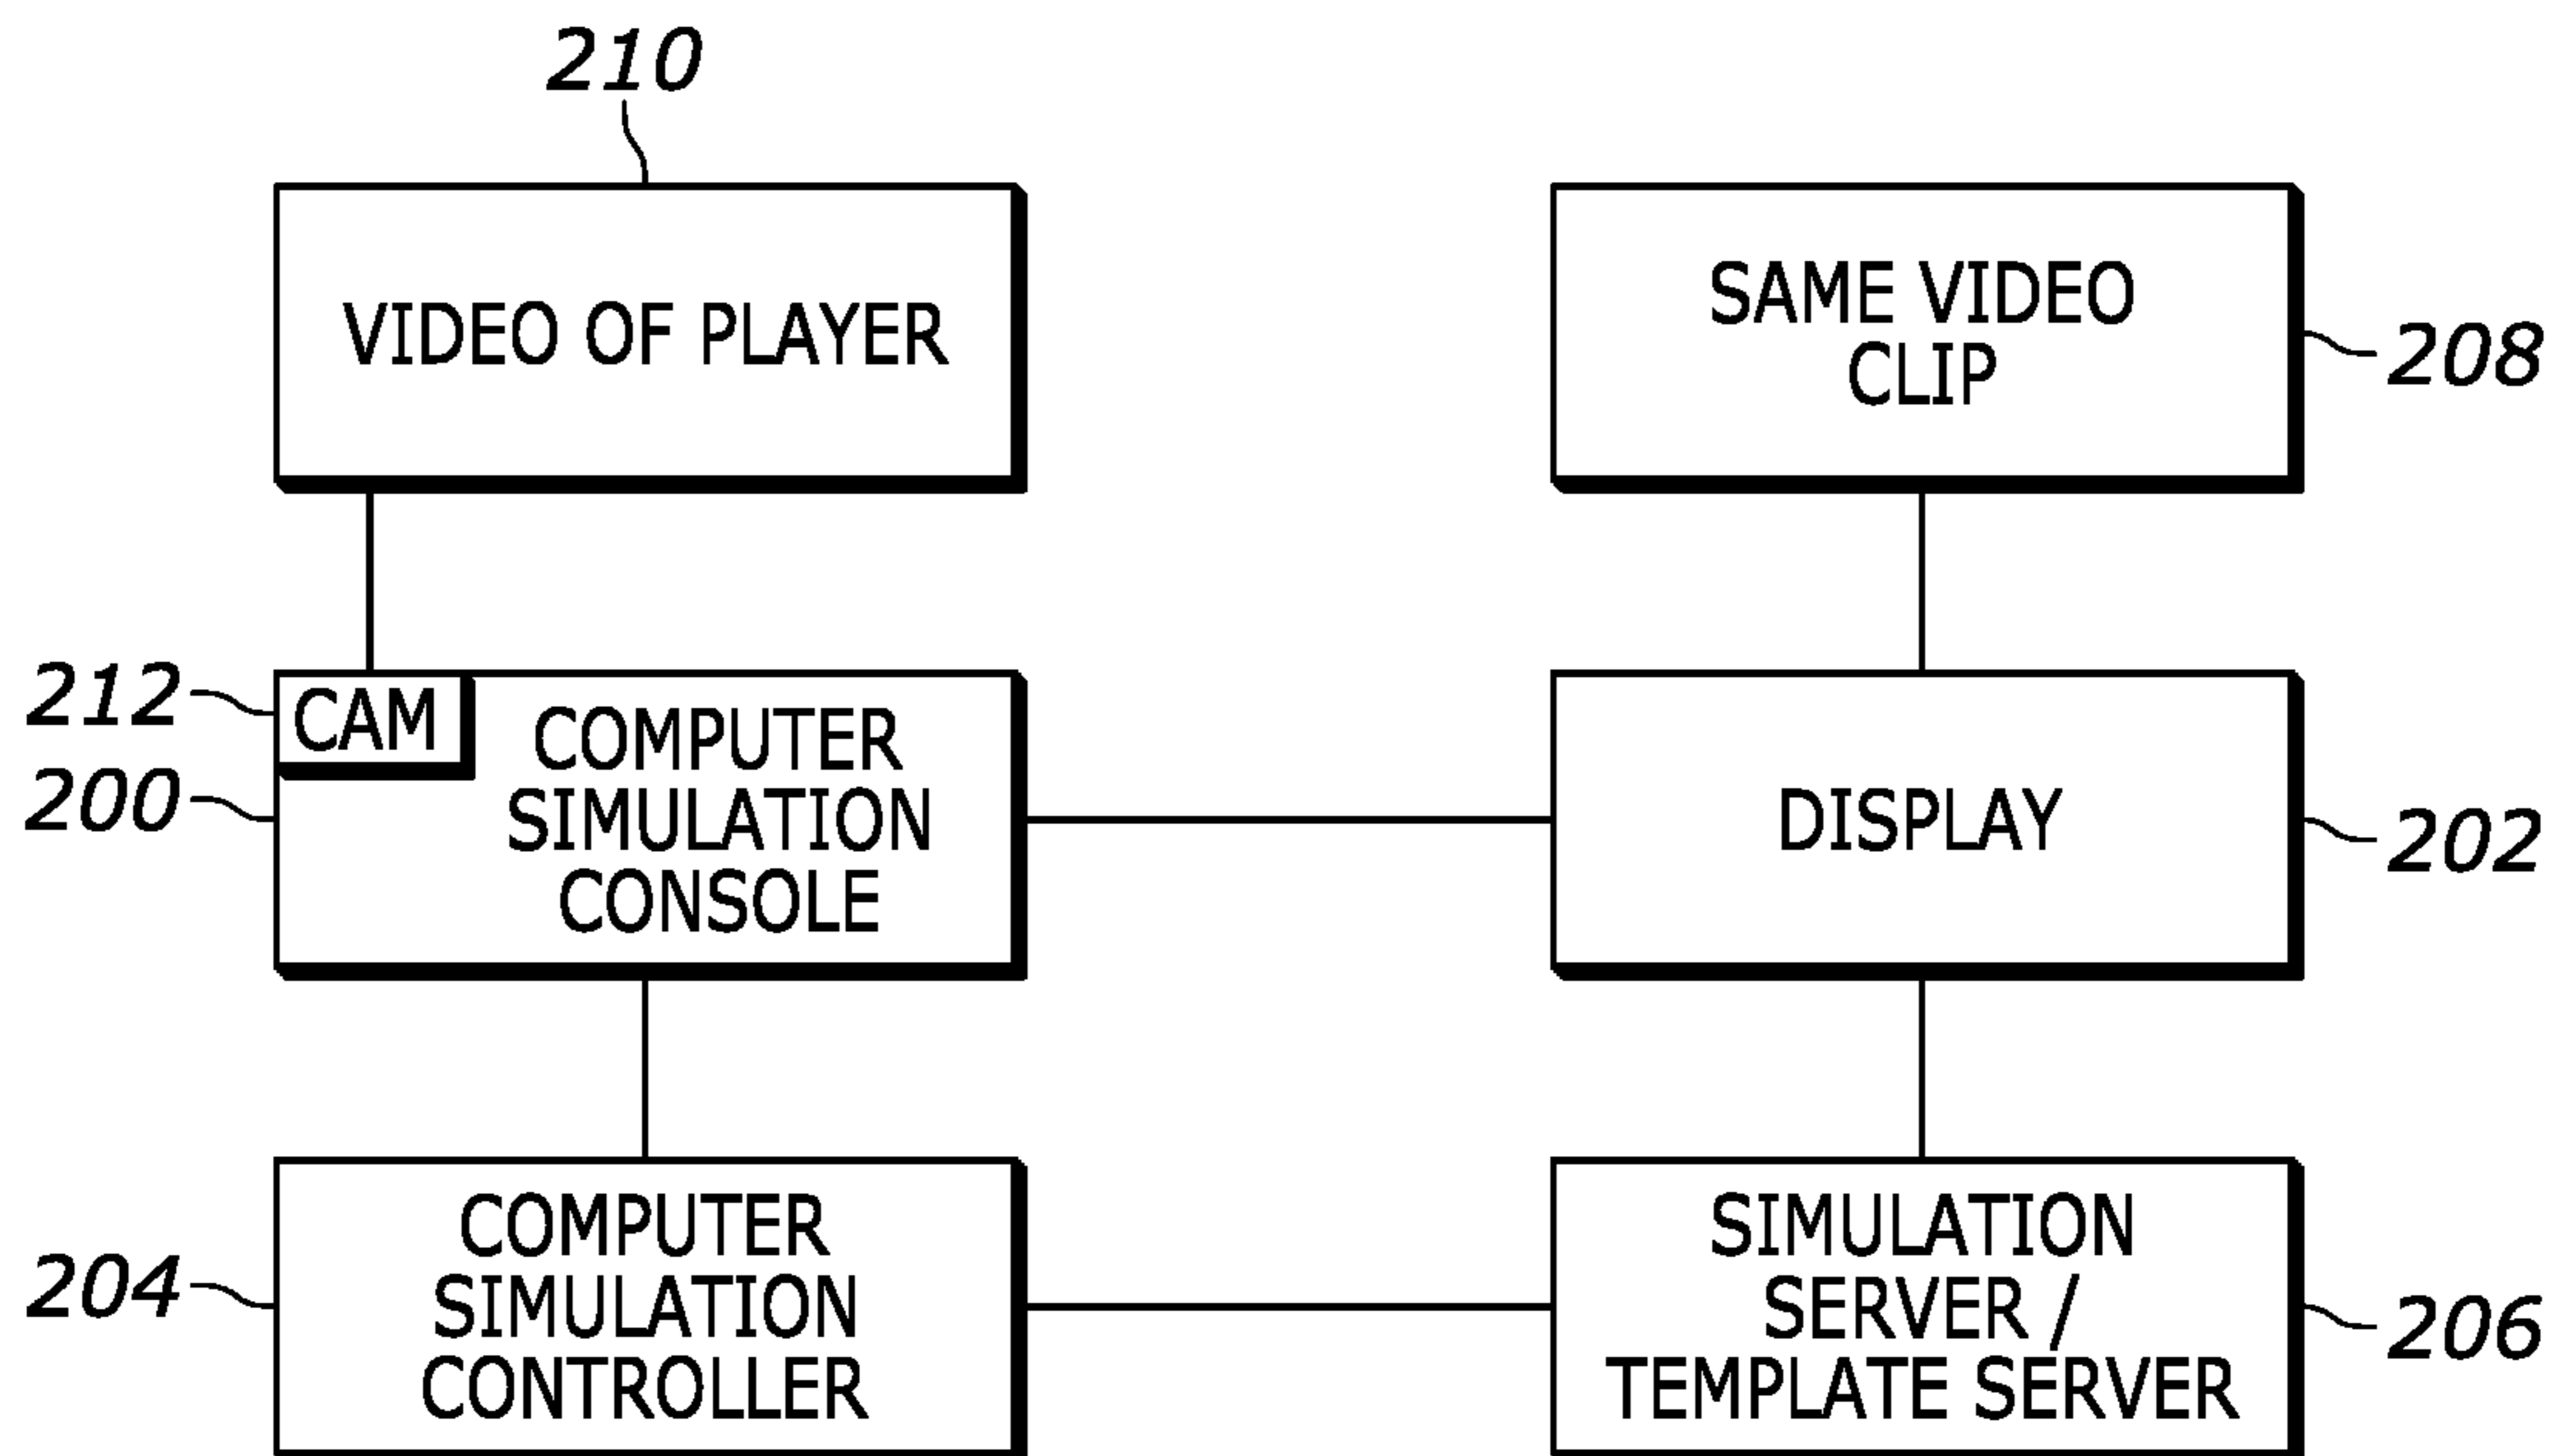 210
VIDEO OF PLAYER
SAME VIDEO
CLIP
208
212
CAM
200
COMPUTER
SIMULATION
CONSOLE
DISPLAY
202
204
COMPUTER
SIMULATION
CONTROLLER
SIMULATION
SERVER /
TEMPLATE SERVER
206